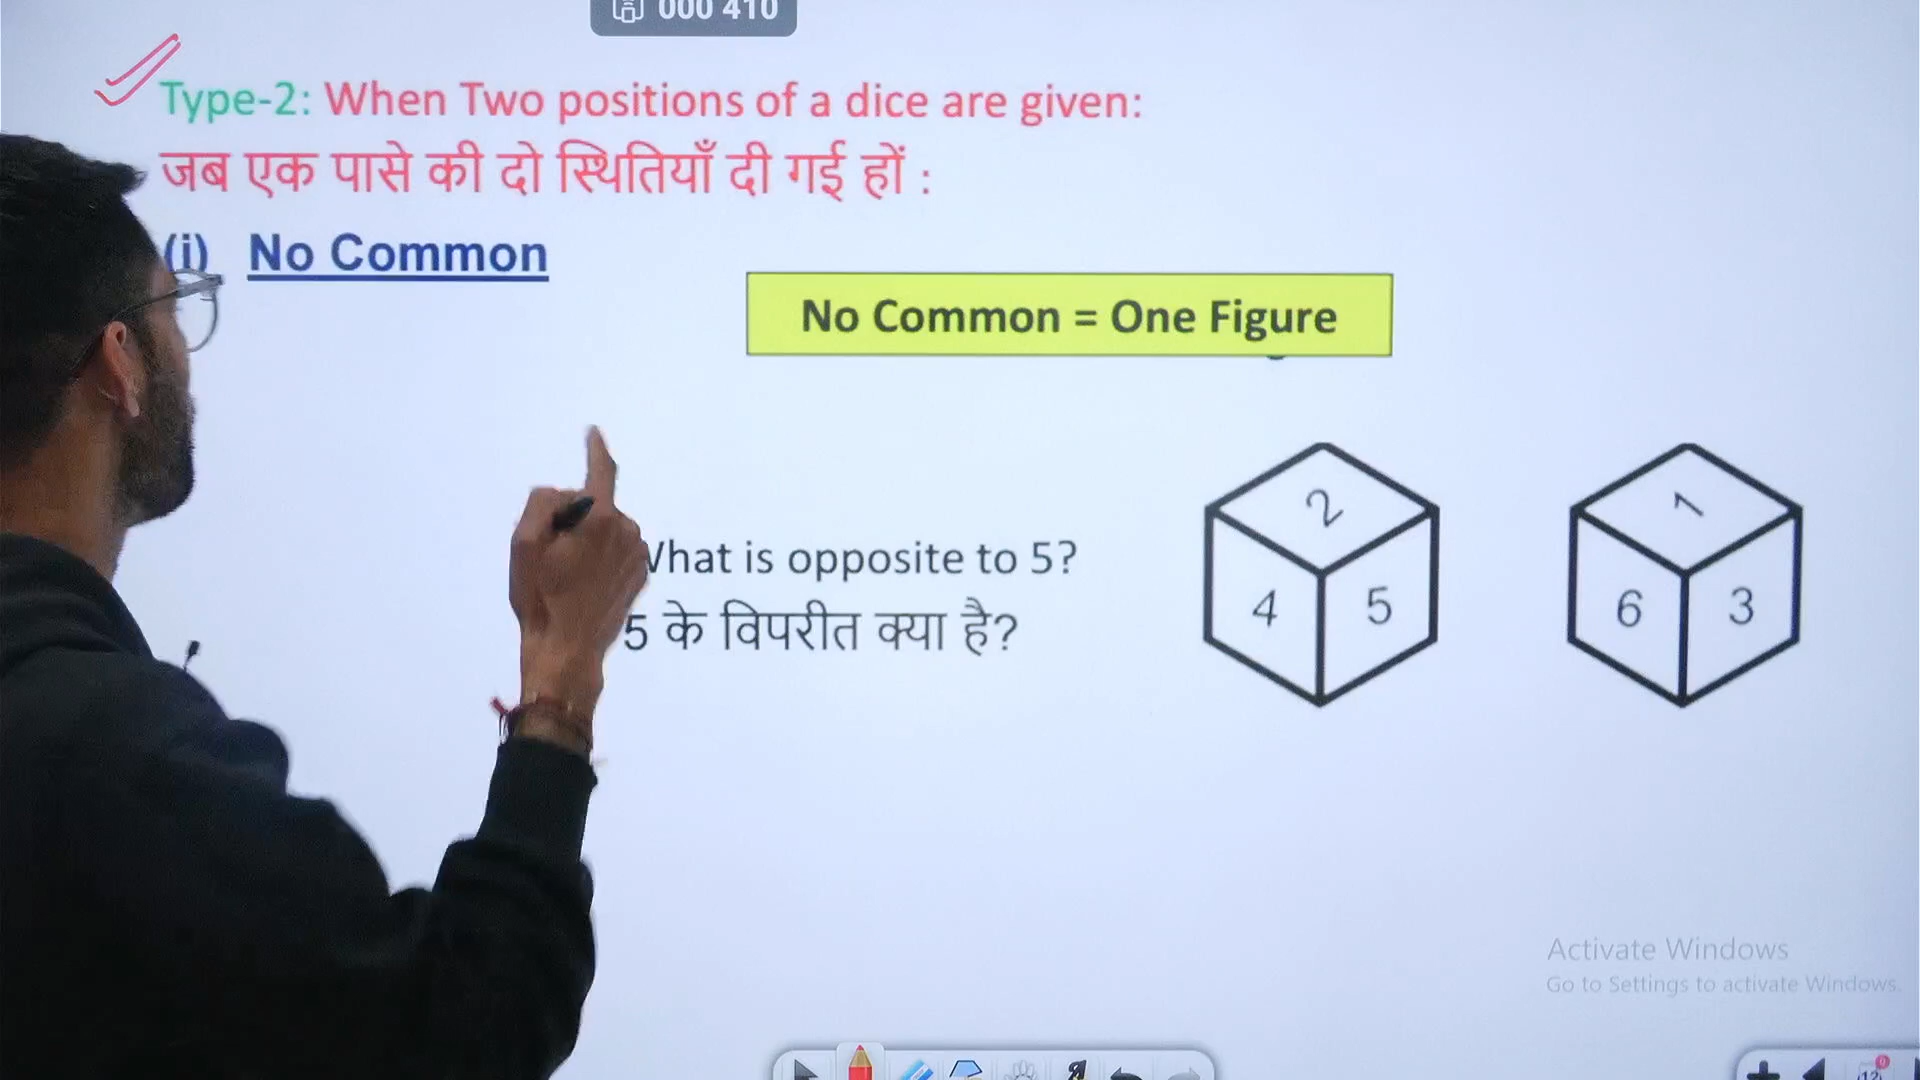 000 410
Type-2: When Two positions of a dice are given:
जब एक पासे की दो स्थितियाँ दी गई हों :
(i) No Common
No Common = One Figure
What is opposite to 5?
5 के विपरीत क्या है?
2
4 5
1
6 3
Activate Windows
Go to Settings to activate Windows.